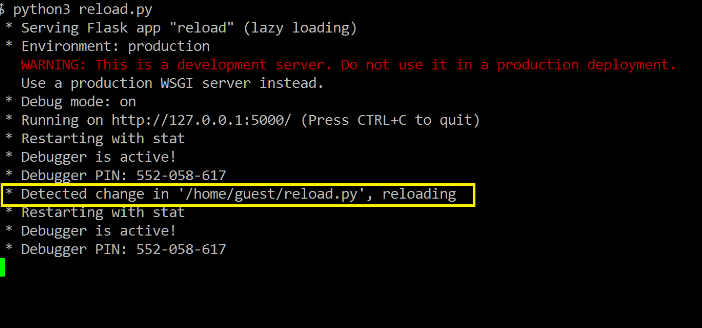 $ python3 reload.py
* Serving Flask app "reload" (lazy loading)
* Environment: production
WARNING: This is a development server. Do not use it in a production deployment.
Use a production WSGI server instead.
* Debug mode: on
* Running on http://127.0.0.1:5000/ (Press CTRL+C to quit)
* Restarting with stat
* Debugger is active!
* Debugger PIN: 552-058-617
* Detected change in '/home/guest/reload.py', reloading
* Restarting with stat
* Debugger is active!
* Debugger PIN: 552-058-617